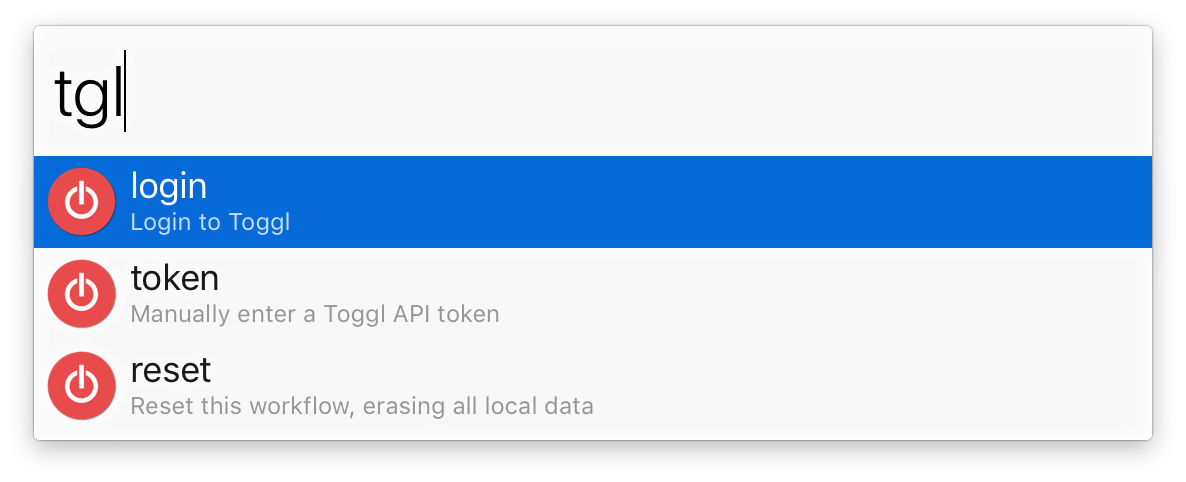 tgl
login
Login to Toggl
token
Manually enter a Toggl API token
reset
Reset this workflow, erasing all local data